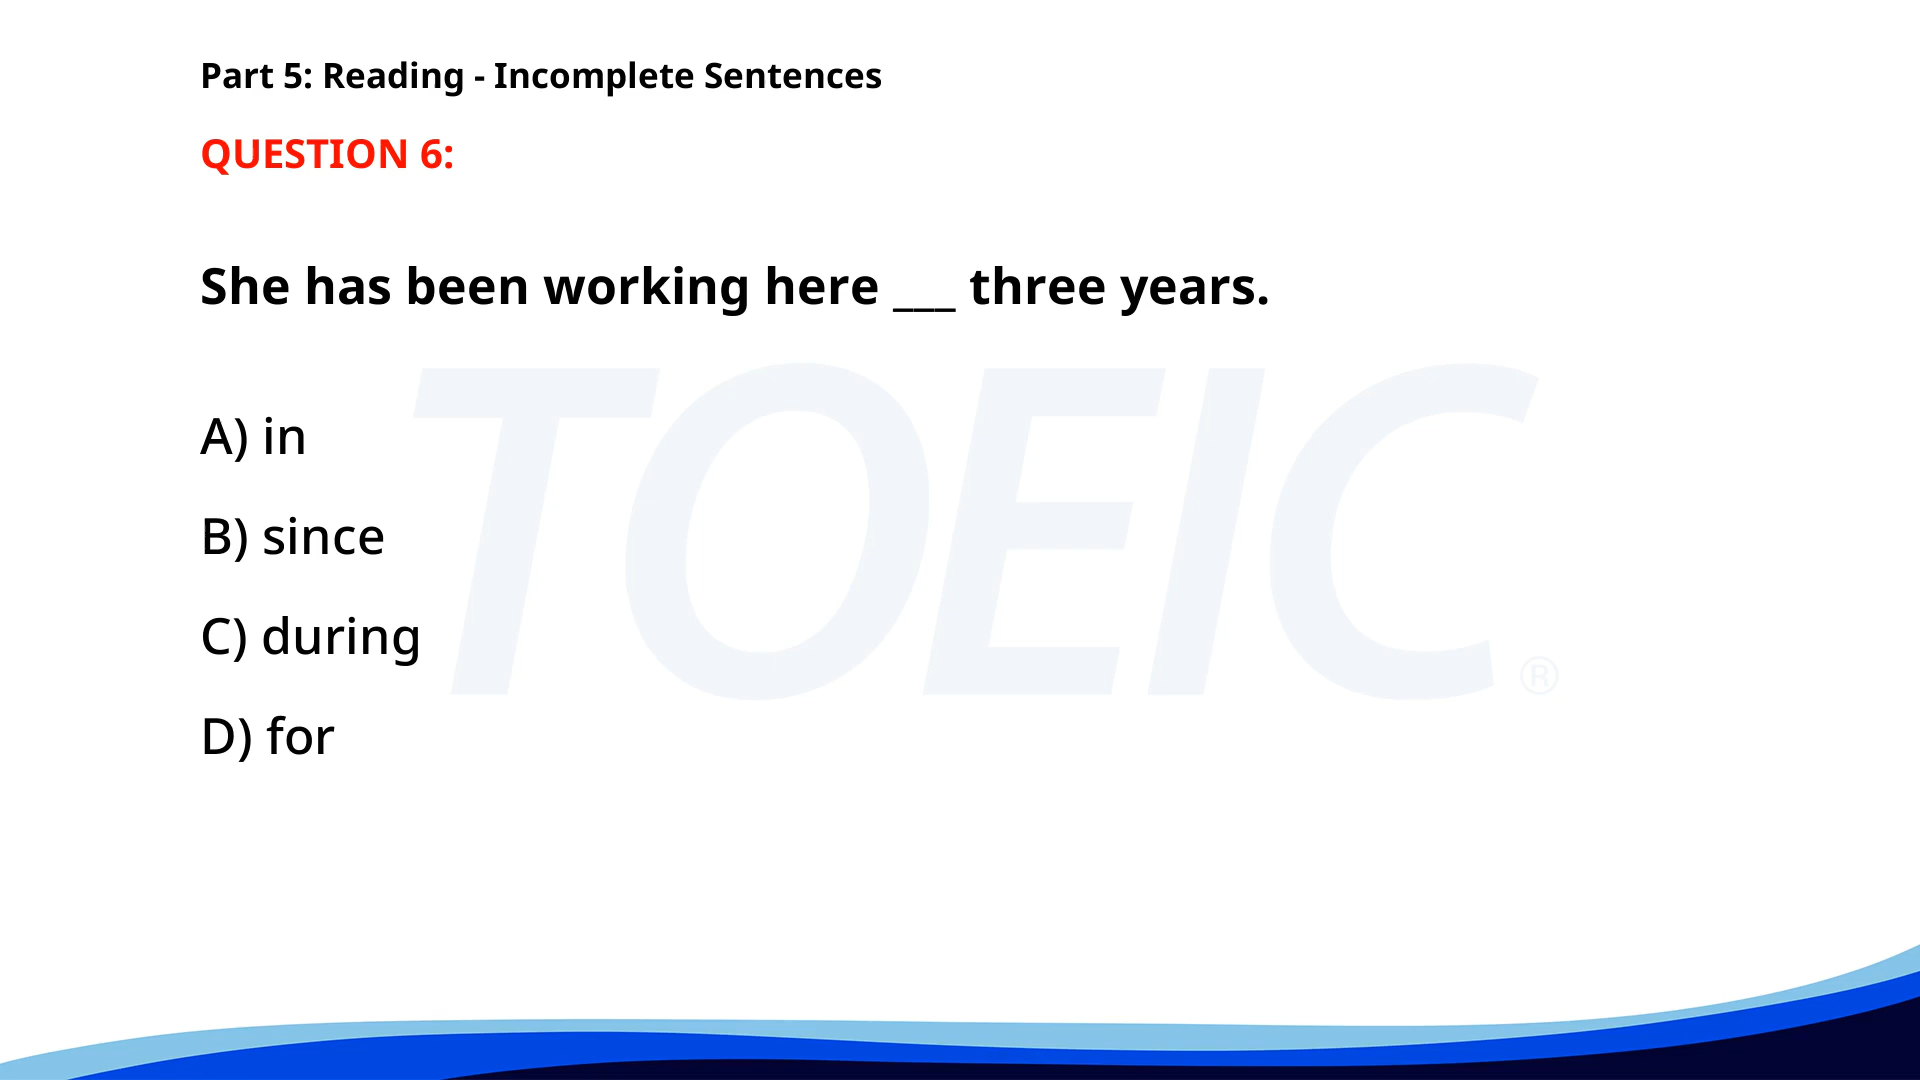 Part 5: Reading - Incomplete Sentences
QUESTION 6:
She has been working here ___ three years.
TOEIC®
A) in
B) since
C) during
D) for